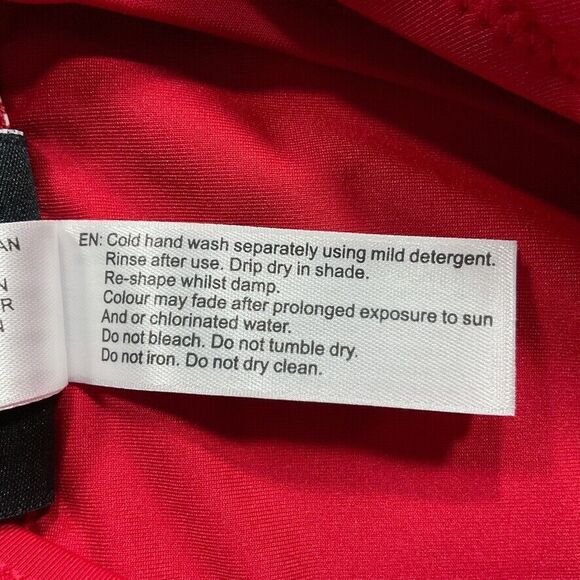 AN
N
R
N
EN: Cold hand wash separately using mild detergent.
Rinse after use. Drip dry in shade.
Re-shape whilst damp.
Colour may fade after prolonged exposure to sun
And or chlorinated water.
Do not bleach. Do not tumble dry.
Do not iron. Do not dry clean.